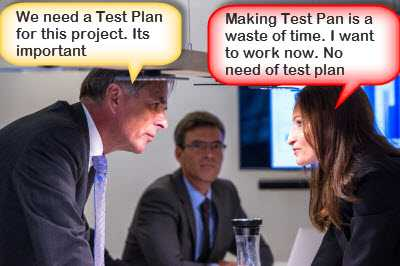 We need a Test Plan
for this project. Its
important
Making Test Pan is a
waste of time. I want
to work now. No
need of test plan